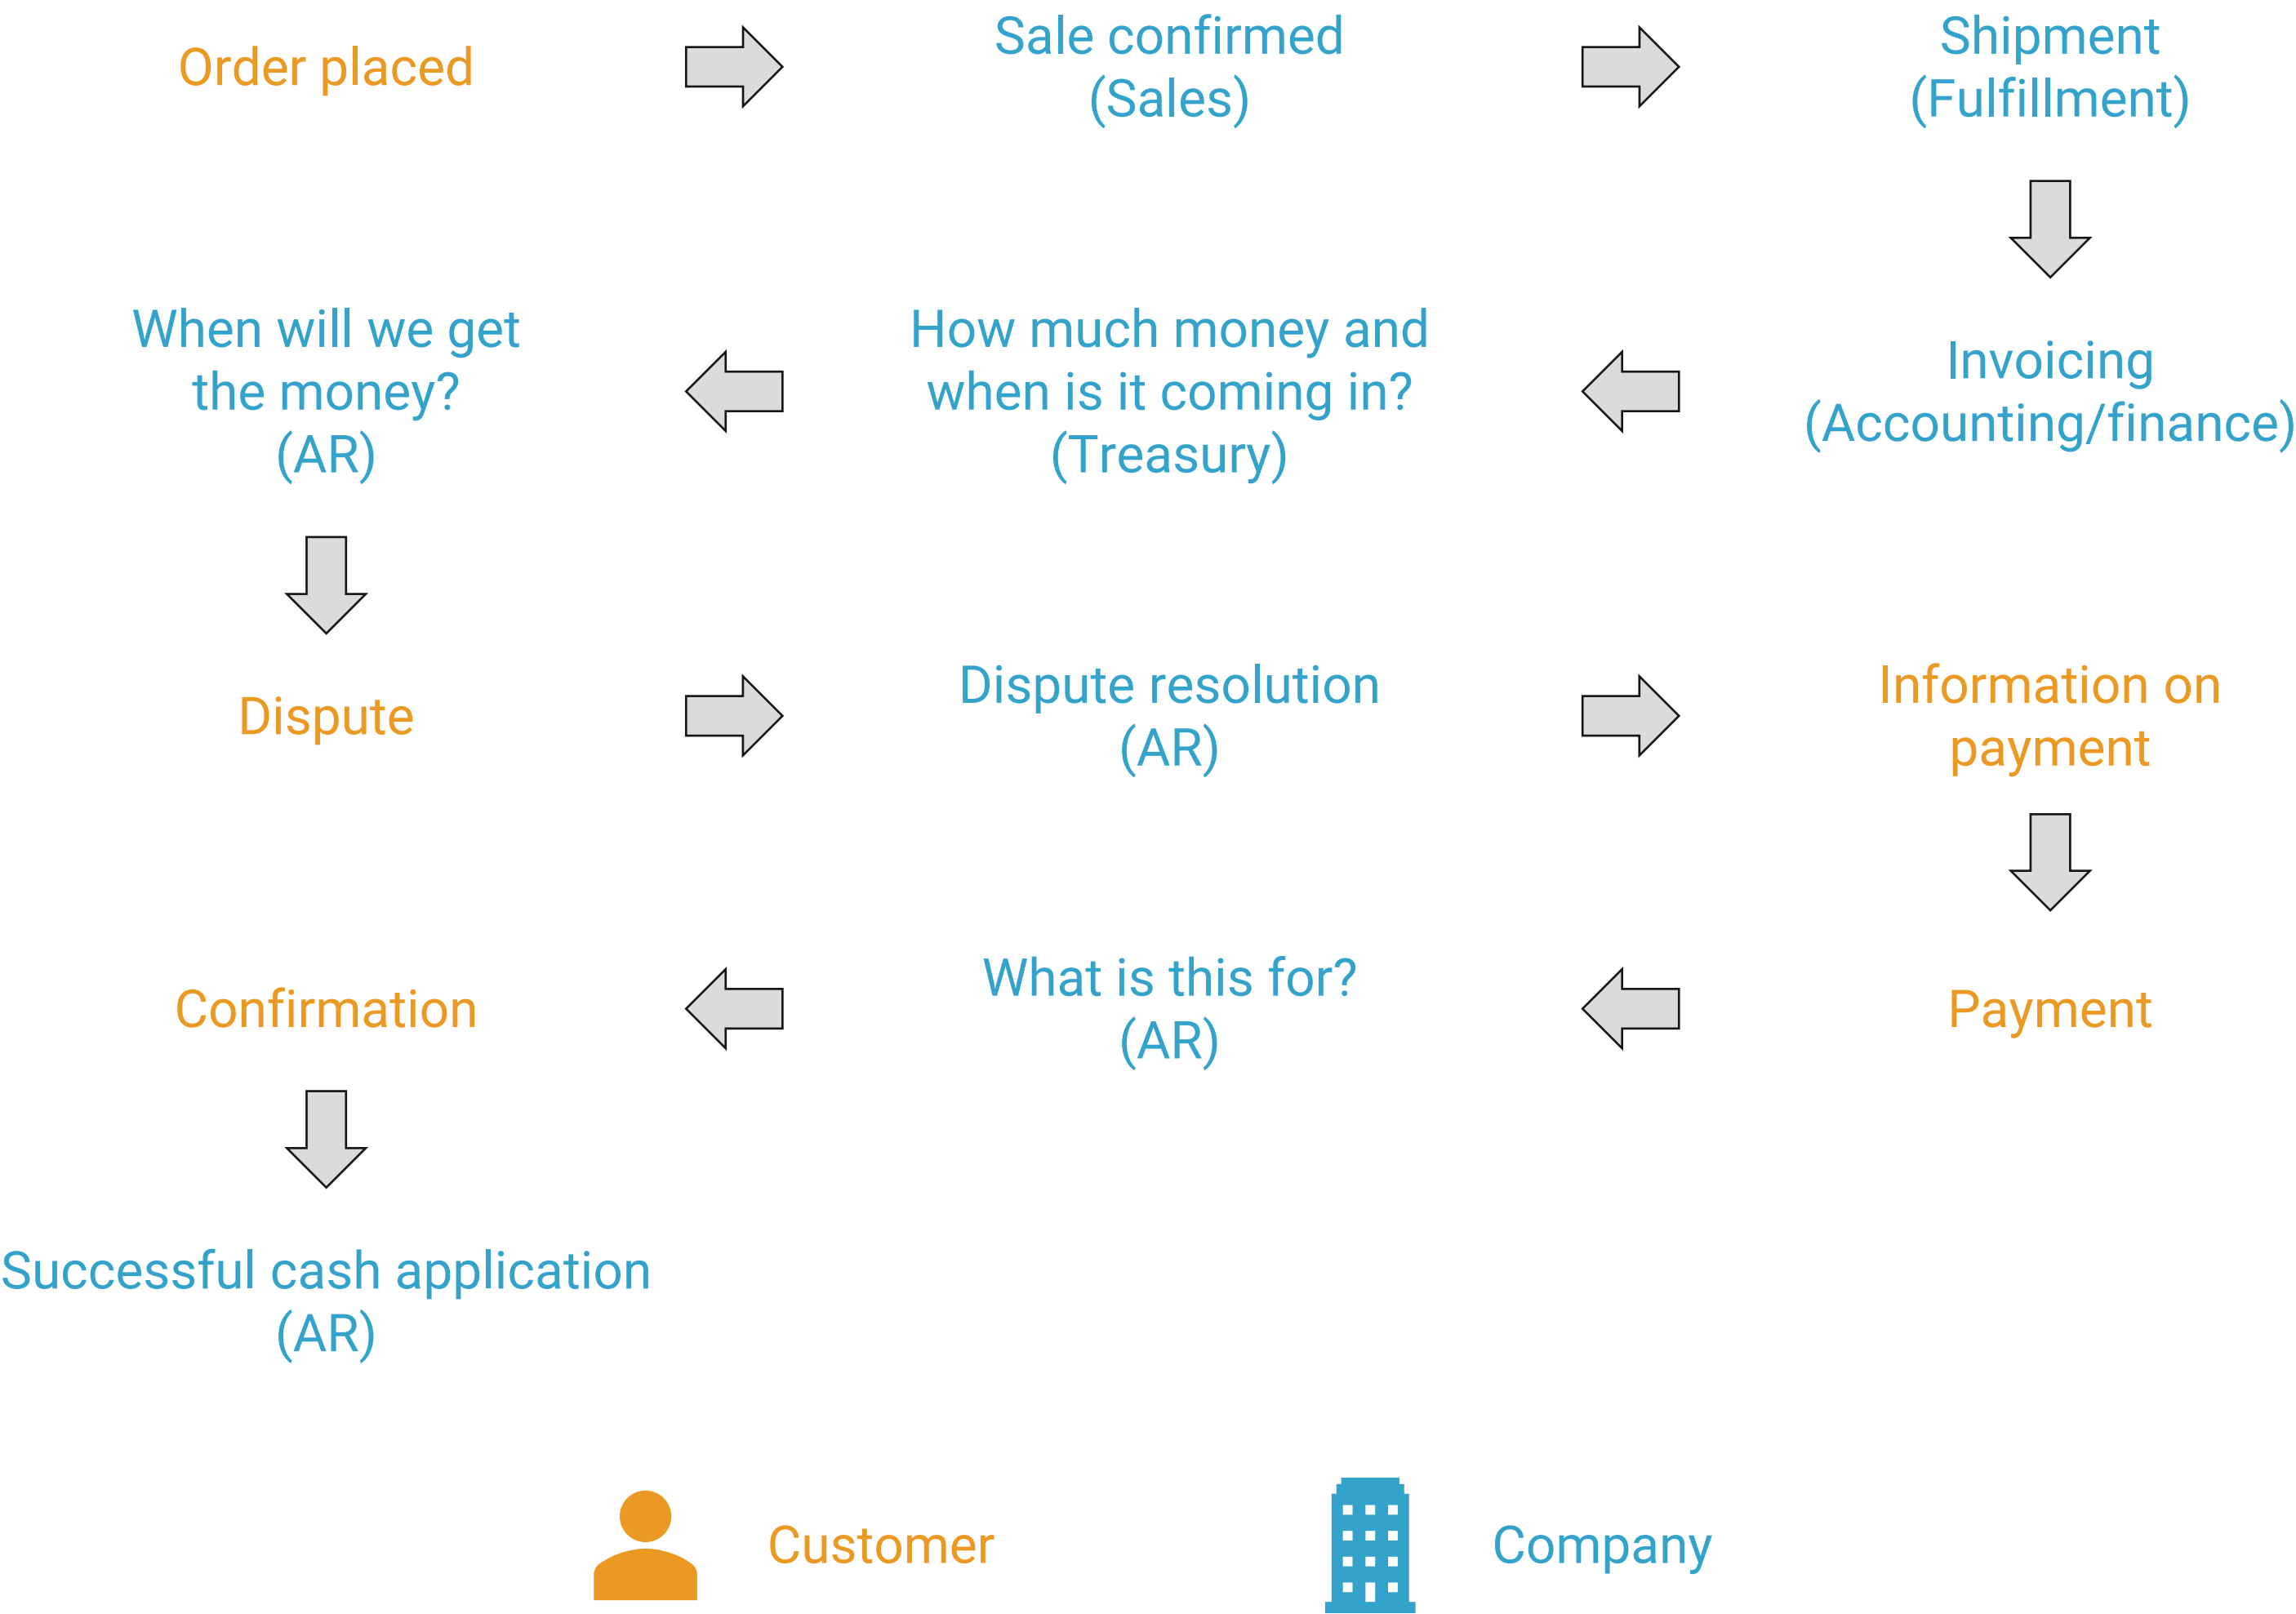 Order placed
Sale confirmed
(Sales)
Shipment
(Fulfillment)
When will we get
the money?
(AR)
How much money and
when is it coming in?
(Treasury)
Invoicing
(Accounting/finance)
Dispute
Dispute resolution
(AR)
Information on
payment
Confirmation
What is this for?
(AR)
Payment
Successful cash application
(AR)
Customer
Company